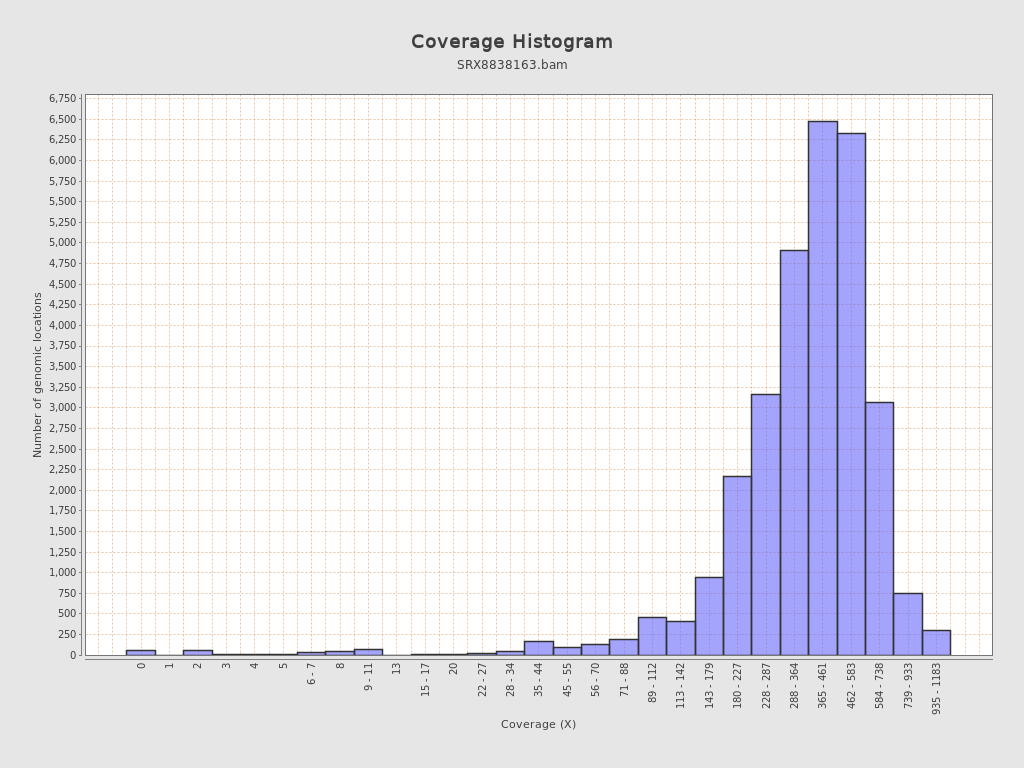 Coverage Histogram
SRX8838163.bam
Number of genomic locations
6,750
6,500
6,250
6,000
5,750
5,500
5,250
5,000
4,750
4,500
4,250
4,000
3,750
3,500
3,250
3,000
2,750
2,500
2,250
2,000
1,750
1,500
1,250
1,000
750
500
250
0
0
1
2
3
4
5
6 - 7
8
9 - 11
13
15 - 17
20
22 - 27
28 - 34
35 - 44
45 - 55
56 - 70
71 - 88
89 - 112
113 - 142
143 - 179
180 - 227
228 - 287
288 - 364
365 - 461
462 - 583
584 - 738
739 - 933
935 - 1183
Coverage (X)